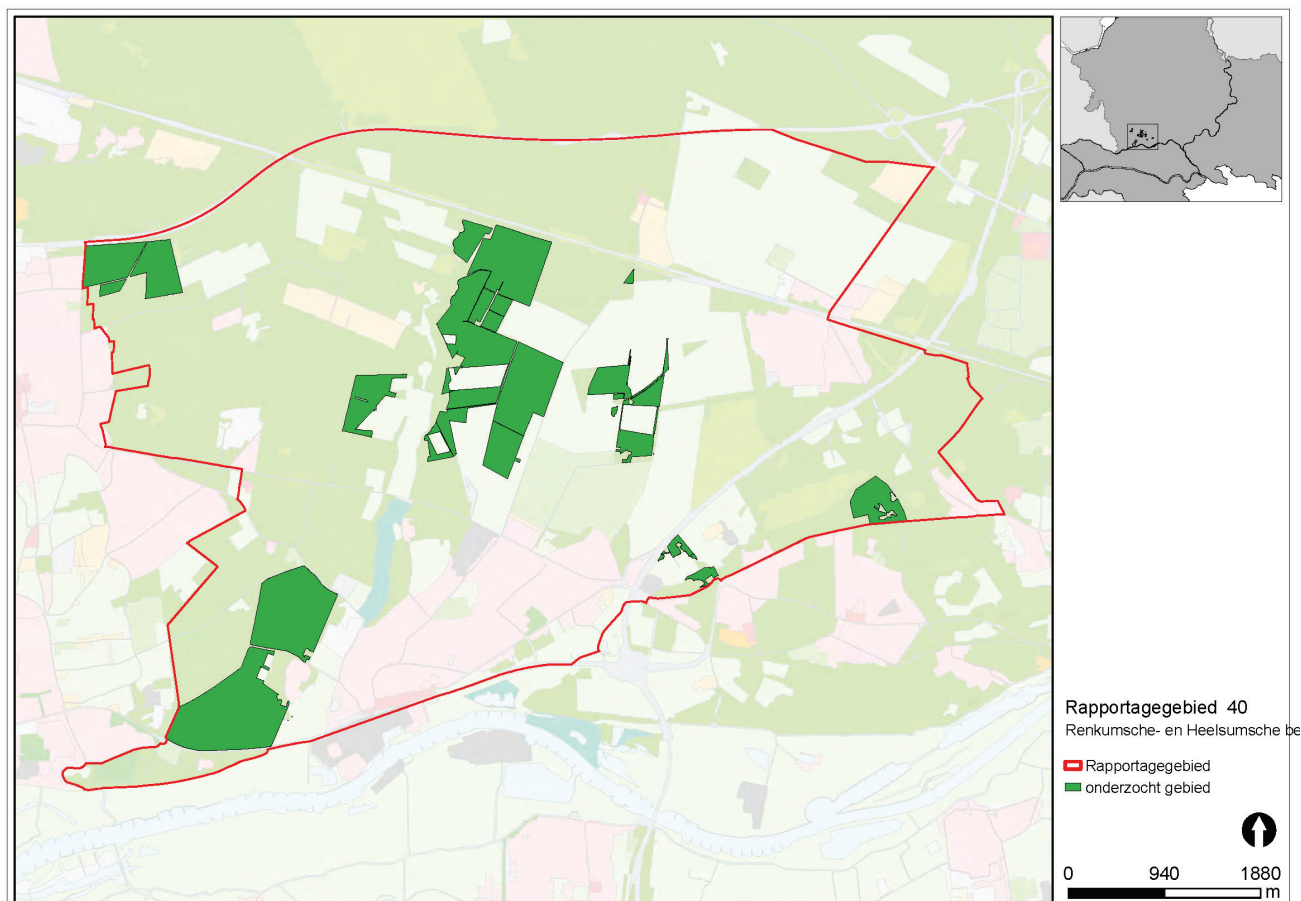 Rapportagegebied 40
Renkumsche- en Heelsumsche be
Rapportagegebied
onderzocht gebied
0 940 1880
m